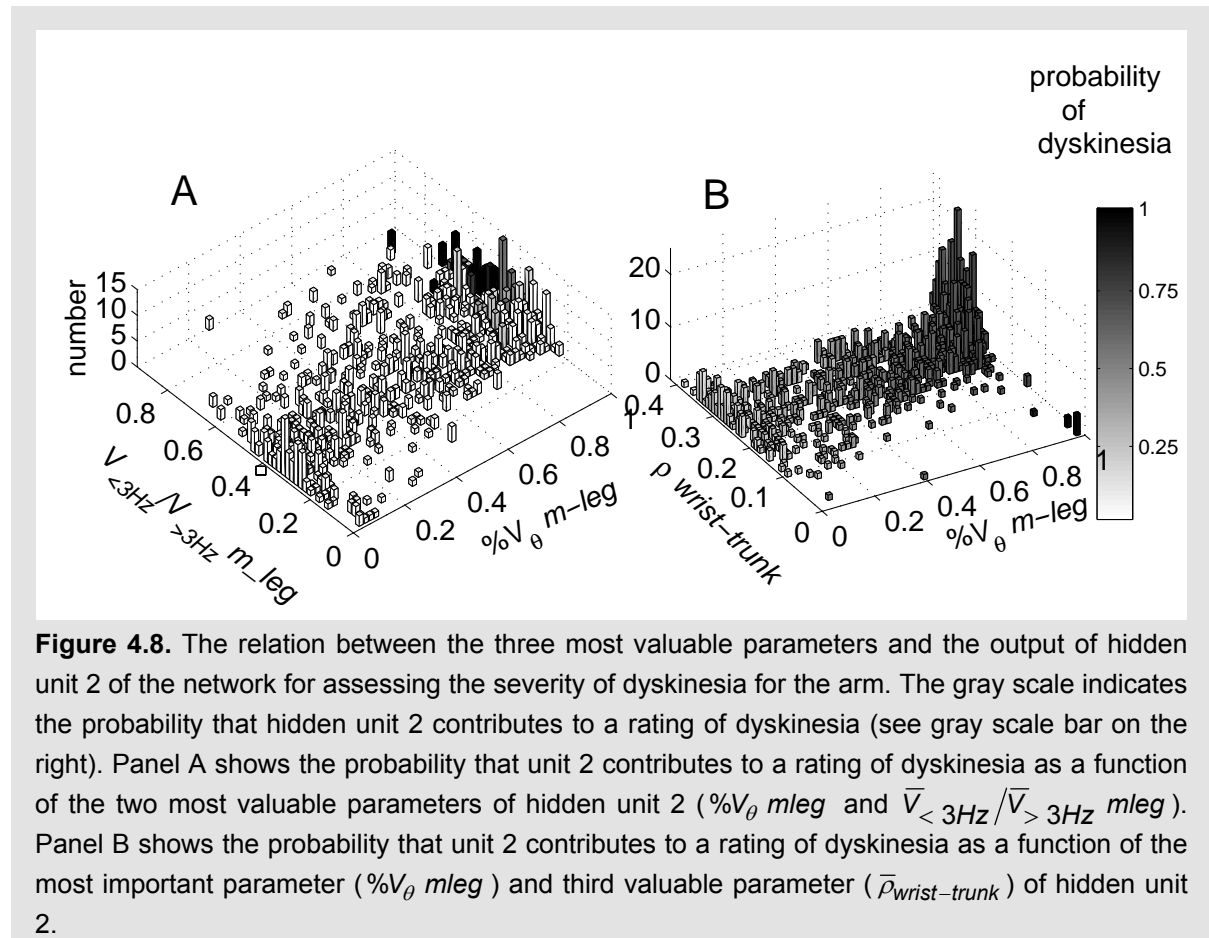 probability
of
dyskinesia
A
B
number
15
10
5
0
0.8
0.6
0.4
0.2
0
V <3Hz /V >3Hz m_leg
0
0.2
0.4
0.6
0.8
1
%Vθ m−leg
20
10
0
0.4
0.3
0.2
0.1
0
ρ wrist−trunk
0
0.2
0.4
0.6
0.8
1
%Vθ m−leg
1
0.75
0.5
0.25
Figure 4.8. The relation between the three most valuable parameters and the output of hidden
unit 2 of the network for assessing the severity of dyskinesia for the arm. The gray scale indicates
the probability that hidden unit 2 contributes to a rating of dyskinesia (see gray scale bar on the
right). Panel A shows the probability that unit 2 contributes to a rating of dyskinesia as a function
of the two most valuable parameters of hidden unit 2 (%Vθ mleg and V̅<3Hz/V̅>3Hz mleg ).
Panel B shows the probability that unit 2 contributes to a rating of dyskinesia as a function of the
most important parameter (%Vθ mleg ) and third valuable parameter ( ρ̅wrist−trunk ) of hidden unit
2.